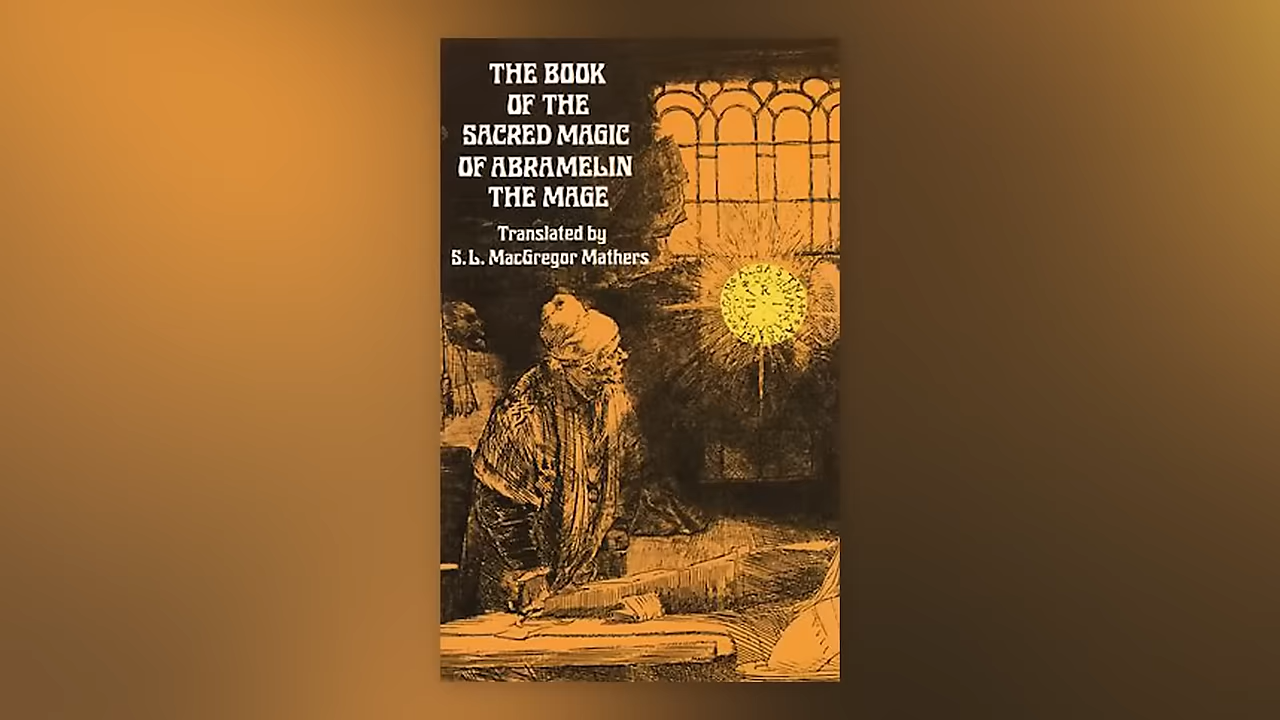 THE BOOK
OF THE
SACRED MAGIC
OF ABRAMELIN
THE MAGE
Translated by
S. L. MacGregor Mathers